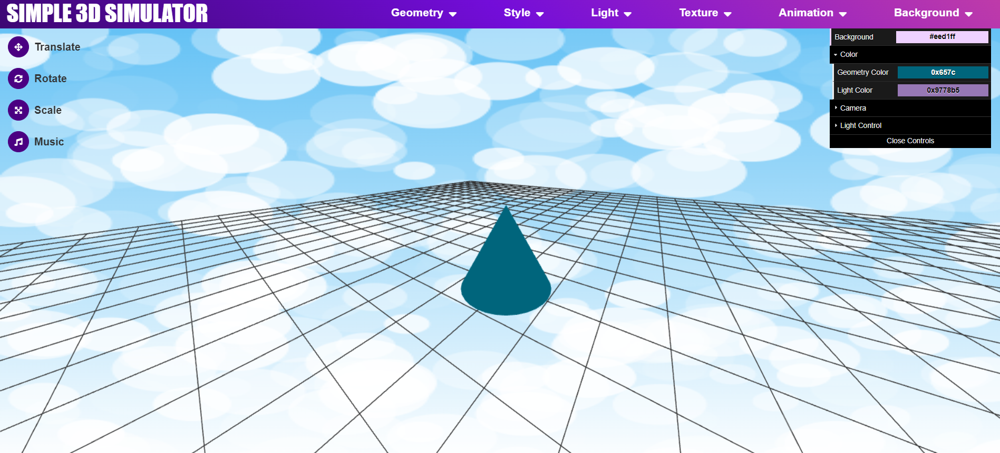 SIMPLE 3D SIMULATOR
Geometry
Style
Light
Texture
Animation
Background
Translate
Rotate
Scale
Music
Background #eed1ff
Color
Geometry Color 0x657c
Light Color 0x9778b5
Camera
Light Control
Close Controls